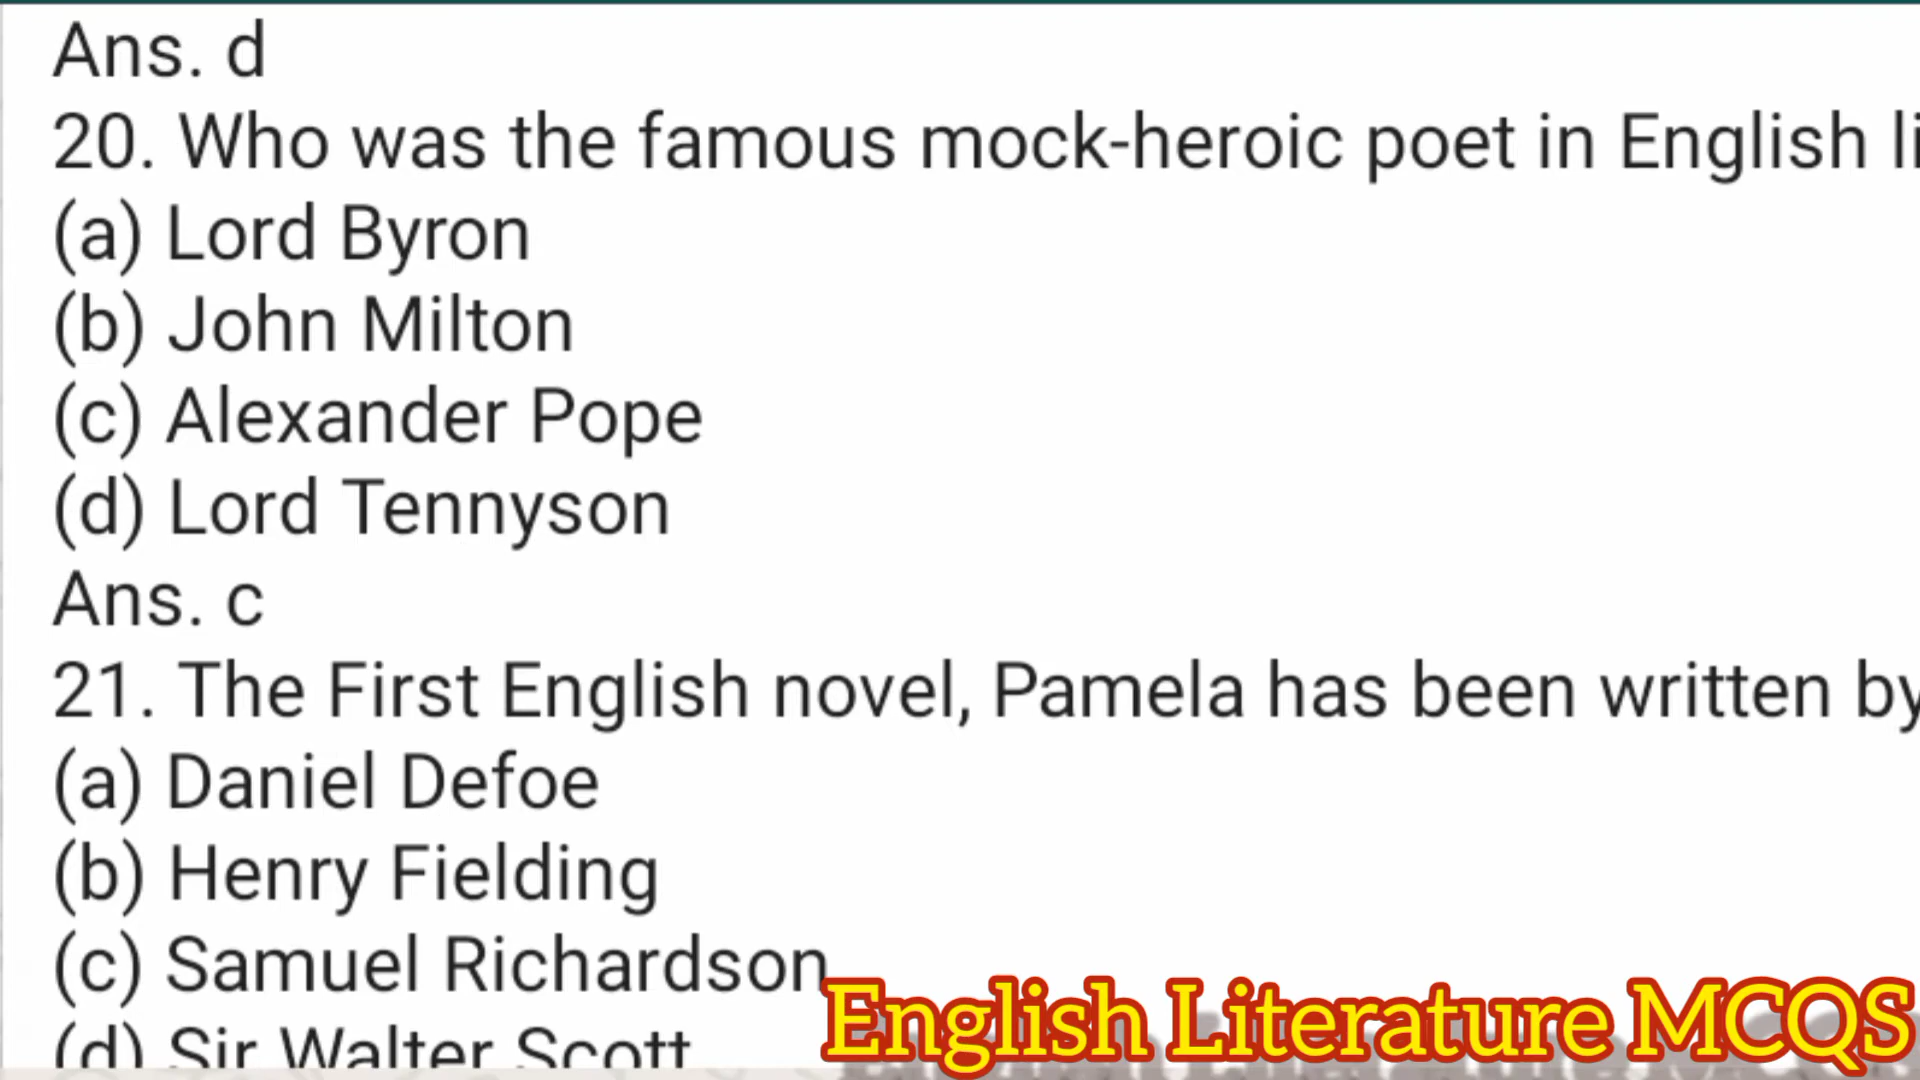 Ans. d
20. Who was the famous mock-heroic poet in English li
(a) Lord Byron
(b) John Milton
(c) Alexander Pope
(d) Lord Tennyson
Ans. c
21. The First English novel, Pamela has been written by
(a) Daniel Defoe
(b) Henry Fielding
(c) Samuel Richardson
(d) Sir Walter Scott
English Literature MCQS